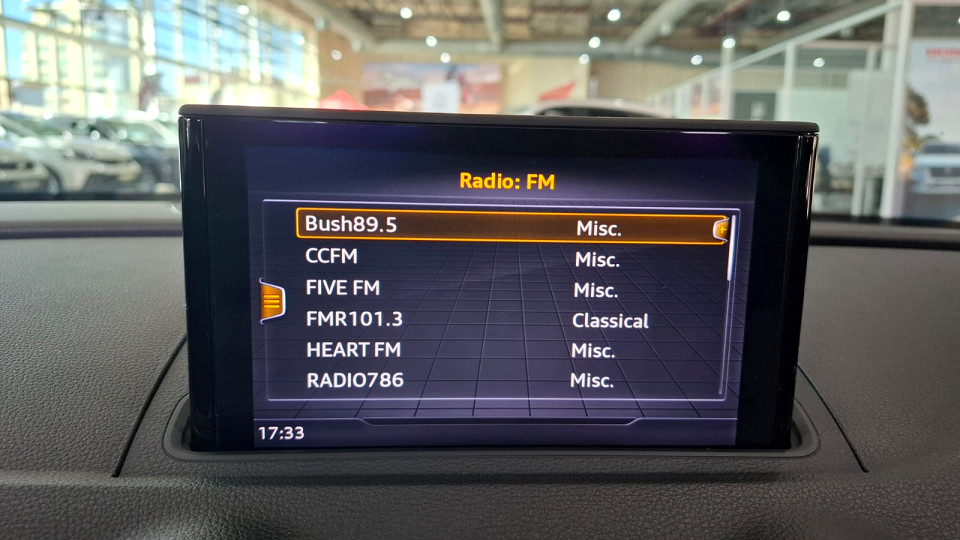 Radio: FM
Bush89.5 Misc.
CCFM Misc.
FIVE FM Misc.
FMR101.3 Classical
HEART FM Misc.
RADIO786 Misc.
17:33